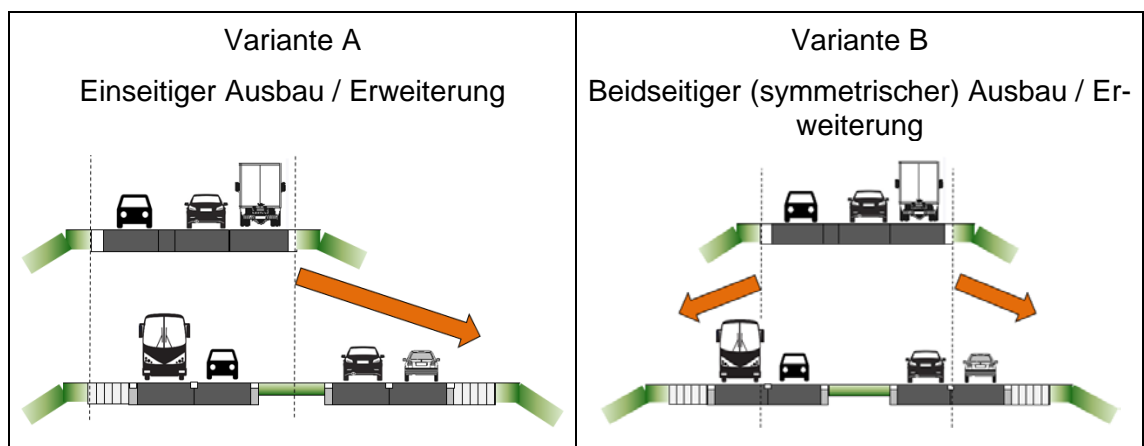 Variante A
Einseitiger Ausbau / Erweiterung
Variante B
Beidseitiger (symmetrischer) Ausbau / Er-
weiterung